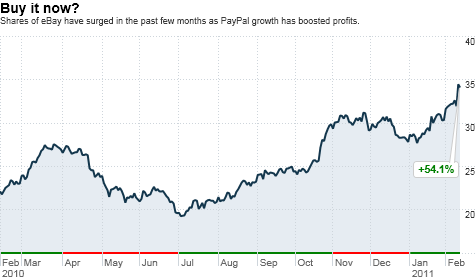 Buy it now?
Shares of eBay have surged in the past few months as PayPal growth has boosted profits.
40
35
30
25
20
+54.1%
Feb Mar Apr May Jun Jul Aug Sep Oct Nov Dec Jan Feb
2010 2011